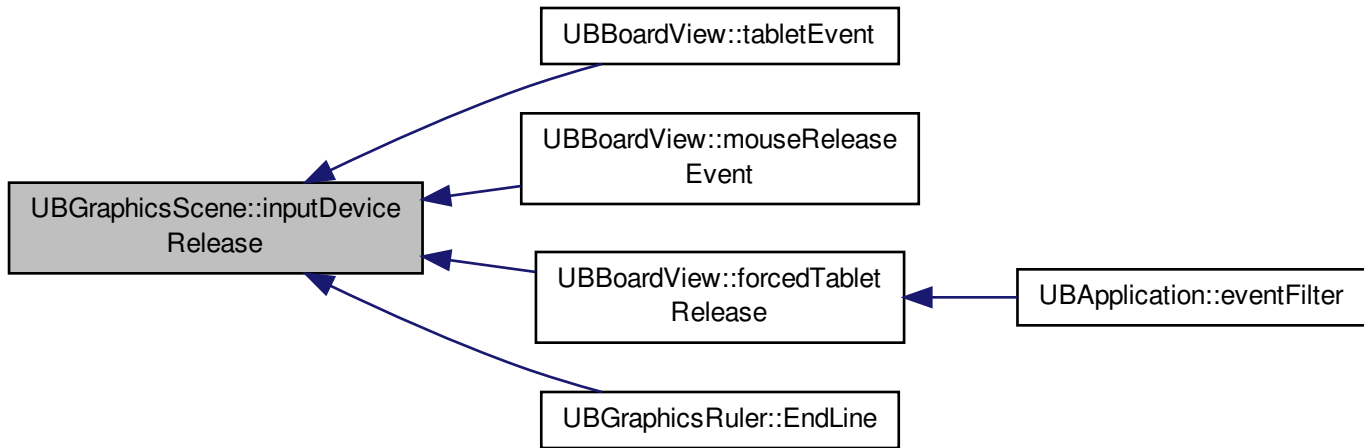 UBBoardView::tabletEvent
UBBoardView::mouseRelease
Event
UBGraphicsScene::inputDevice
Release
UBBoardView::forcedTablet
Release
UBApplication::eventFilter
UBGraphicsRuler::EndLine